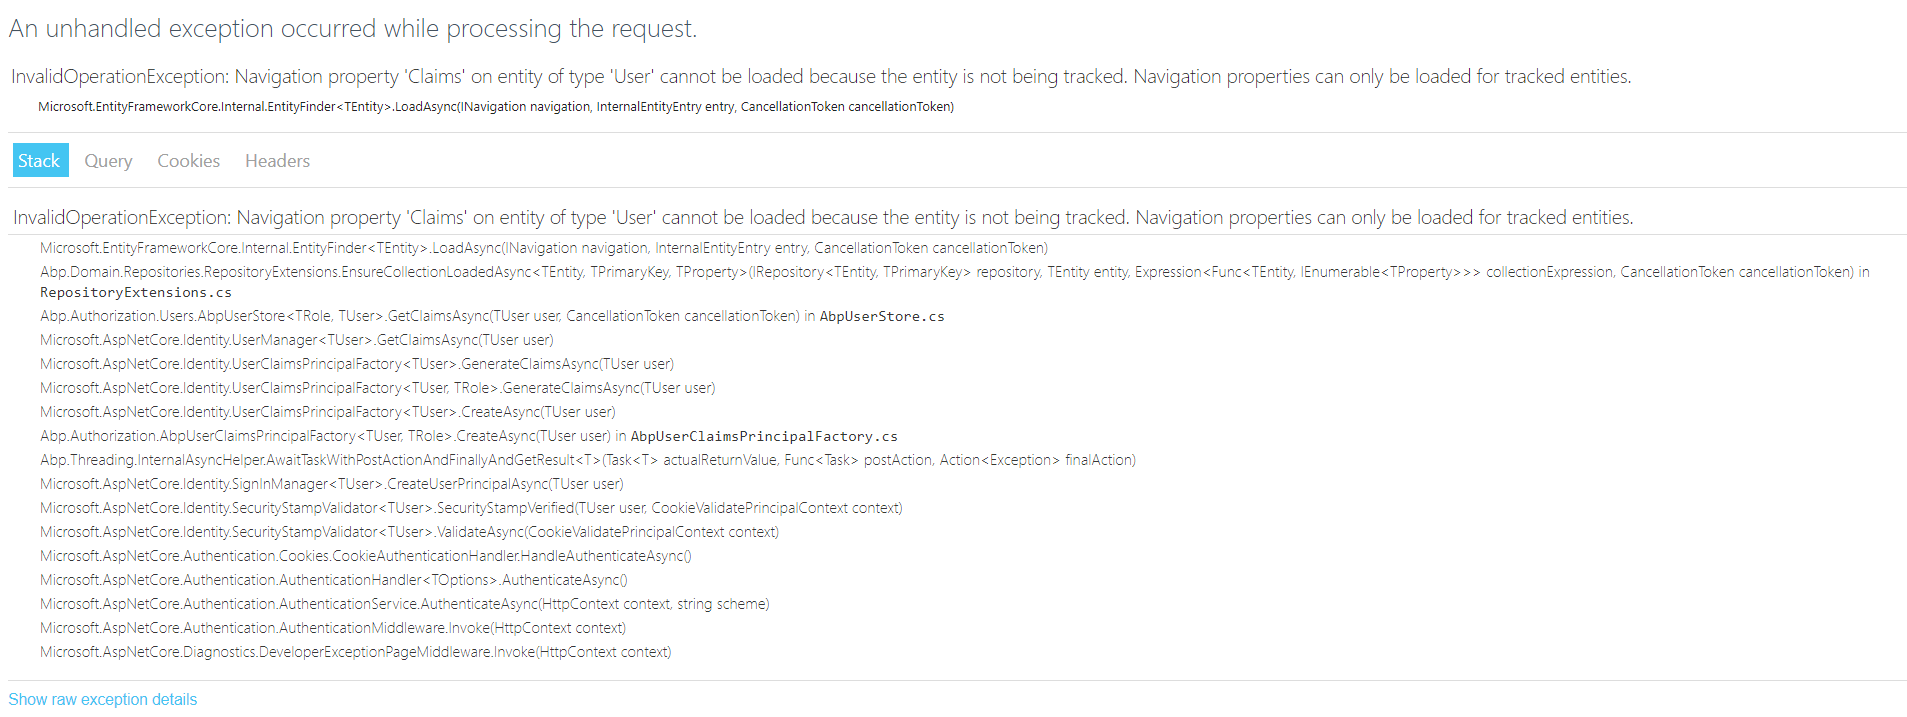 An unhandled exception occurred while processing the request.
InvalidOperationException: Navigation property 'Claims' on entity of type 'User' cannot be loaded because the entity is not being tracked. Navigation properties can only be loaded for tracked entities.
Microsoft.EntityFrameworkCore.Internal.EntityFinder<TEntity>.LoadAsync(INavigation navigation, InternalEntityEntry entry, CancellationToken cancellationToken)
Stack Query Cookies Headers
InvalidOperationException: Navigation property 'Claims' on entity of type 'User' cannot be loaded because the entity is not being tracked. Navigation properties can only be loaded for tracked entities.
Microsoft.EntityFrameworkCore.Internal.EntityFinder<TEntity>.LoadAsync(INavigation navigation, InternalEntityEntry entry, CancellationToken cancellationToken)
Abp.Domain.Repositories.RepositoryExtensions.EnsureCollectionLoadedAsync<TEntity, TPrimaryKey, TProperty>(IRepository<TEntity, TPrimaryKey> repository, TEntity entity, Expression<Func<TEntity, IEnumerable<TProperty>>> collectionExpression, CancellationToken cancellationToken) in
RepositoryExtensions.cs
Abp.Authorization.Users.AbpUserStore<TRole, TUser>.GetClaimsAsync(TUser user, CancellationToken cancellationToken) in AbpUserStore.cs
Microsoft.AspNetCore.Identity.UserManager<TUser>.GetClaimsAsync(TUser user)
Microsoft.AspNetCore.Identity.UserClaimsPrincipalFactory<TUser>.GenerateClaimsAsync(TUser user)
Microsoft.AspNetCore.Identity.UserClaimsPrincipalFactory<TUser, TRole>.GenerateClaimsAsync(TUser user)
Microsoft.AspNetCore.Identity.UserClaimsPrincipalFactory<TUser>.CreateAsync(TUser user)
Abp.Authorization.AbpUserClaimsPrincipalFactory<TUser, TRole>.CreateAsync(TUser user) in AbpUserClaimsPrincipalFactory.cs
Abp.Threading.InternalAsyncHelper.AwaitTaskWithPostActionAndFinallyAndGetResult<T>(Task<T> actualReturnValue, Func<Task> postAction, Action<Exception> finalAction)
Microsoft.AspNetCore.Identity.SignInManager<TUser>.CreateUserPrincipalAsync(TUser user)
Microsoft.AspNetCore.Identity.SecurityStampValidator<TUser>.SecurityStampVerified(TUser user, CookieValidatePrincipalContext context)
Microsoft.AspNetCore.Identity.SecurityStampValidator<TUser>.ValidateAsync(CookieValidatePrincipalContext context)
Microsoft.AspNetCore.Authentication.Cookies.CookieAuthenticationHandler.HandleAuthenticateAsync()
Microsoft.AspNetCore.Authentication.AuthenticationHandler<TOptions>.AuthenticateAsync()
Microsoft.AspNetCore.Authentication.AuthenticationService.AuthenticateAsync(HttpContext context, string scheme)
Microsoft.AspNetCore.Authentication.AuthenticationMiddleware.Invoke(HttpContext context)
Microsoft.AspNetCore.Diagnostics.DeveloperExceptionPageMiddleware.Invoke(HttpContext context)
Show raw exception details